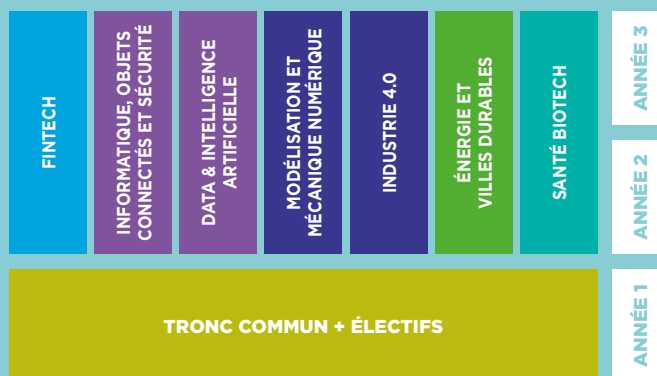 FINTECH
INFORMATIQUE, OBJETS
CONNECTÉS ET SÉCURITÉ
DATA & INTELLIGENCE
ARTIFICIELLE
MODÉLISATION ET
MÉCANIQUE NUMÉRIQUE
INDUSTRIE 4.0
ÉNERGIE ET
VILLES DURABLES
SANTÉ BIOTECH
ANNÉE 3
ANNÉE 2
TRONC COMMUN + ÉLECTIFS
ANNÉE 1